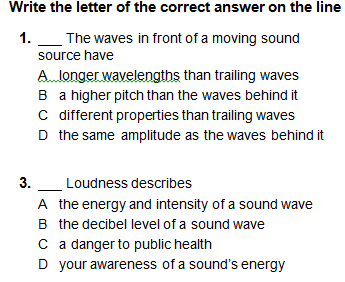 Write the letter of the correct answer on the line
1. ___ The waves in front of a moving sound
source have
A longer wavelengths than trailing waves
B a higher pitch than the waves behind it
C different properties than trailing waves
D the same amplitude as the waves behind it
3. ___ Loudness describes
A the energy and intensity of a sound wave
B the decibel level of a sound wave
C a danger to public health
D your awareness of a sound's energy